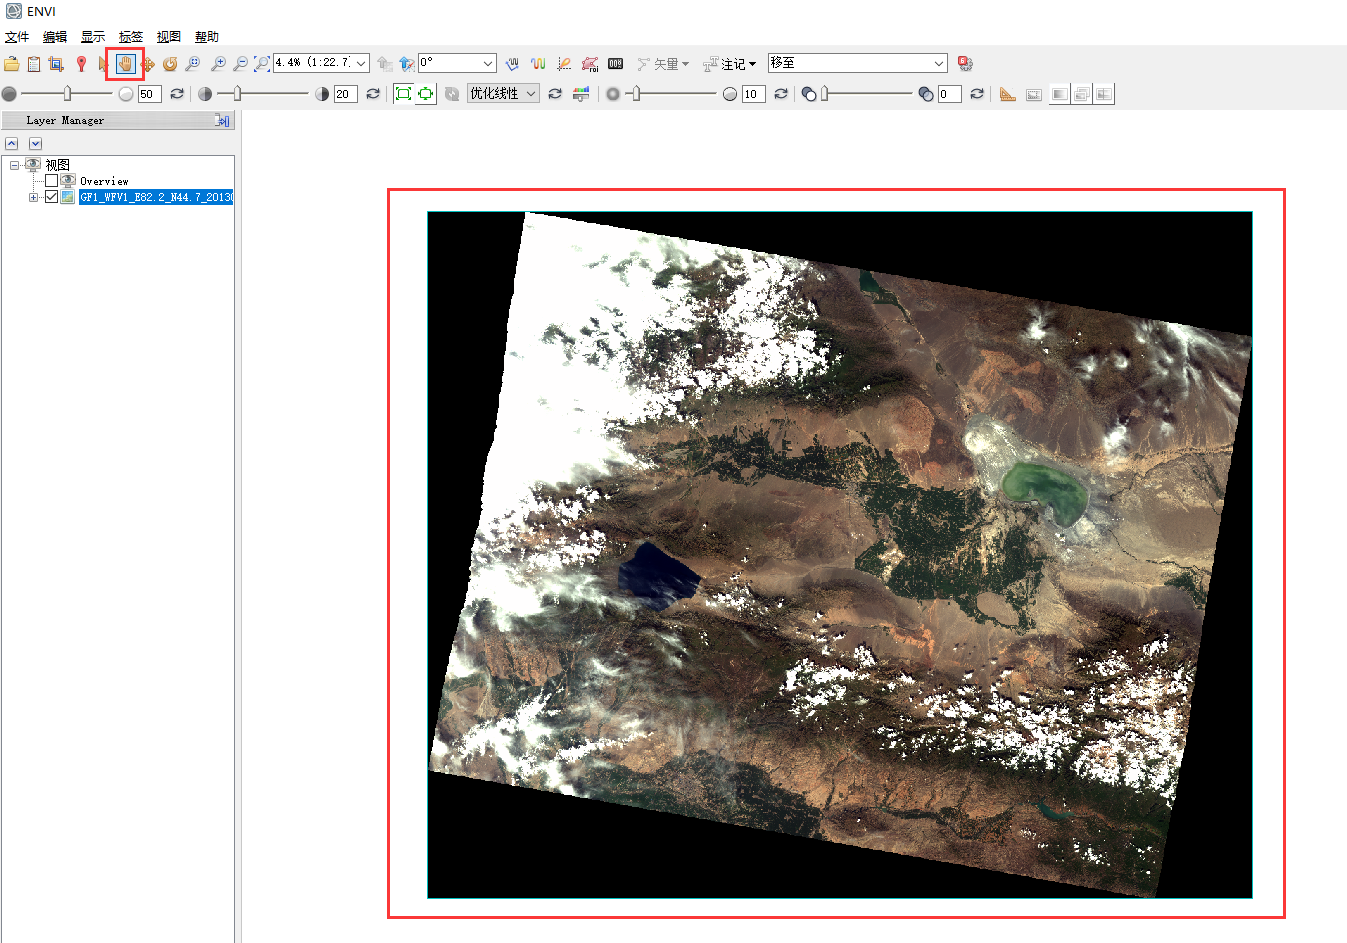 ENVI
文件 编辑 显示 标签 视图 帮助
4.4% (1:22.7) 0° roi 矢量 注记 移至
50 20 优化线性 10 0
Layer Manager
视图
Overview
GF1_WFV1_E82.2_N44.7_2013